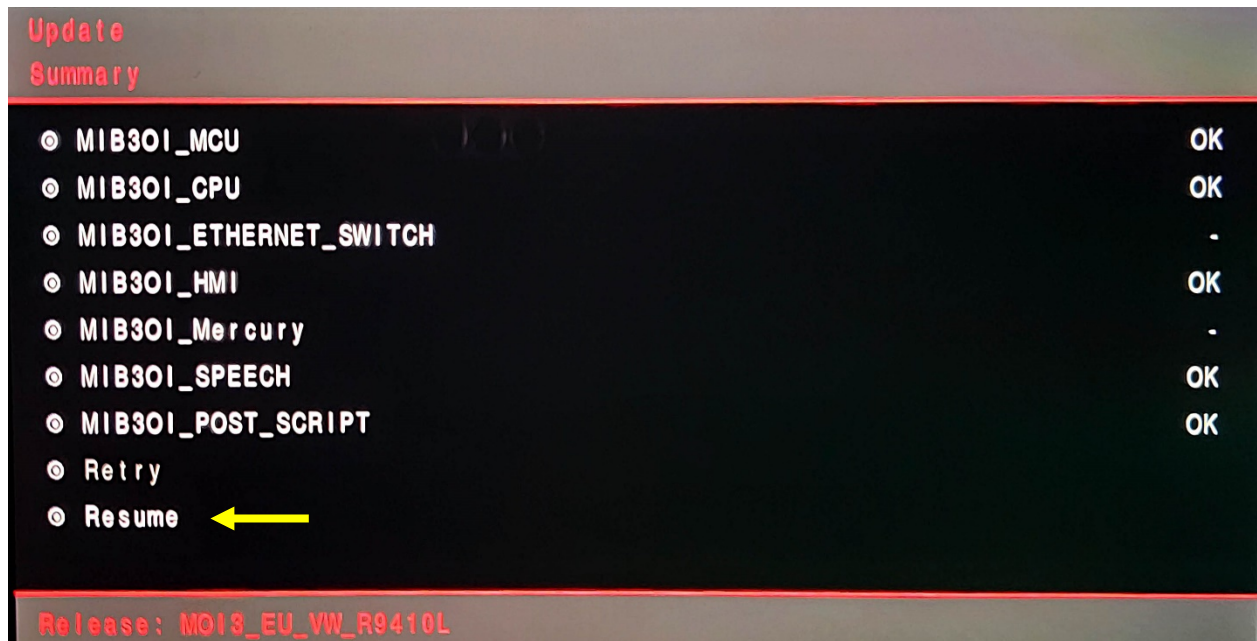 Update
Summary
MIB3OI_MCU OK
MIB3OI_CPU OK
MIB3OI_ETHERNET_SWITCH -
MIB3OI_HMI OK
MIB3OI_Mercury -
MIB3OI_SPEECH OK
MIB3OI_POST_SCRIPT OK
Retry
Resume
Release: MOI3_EU_VW_R9410L